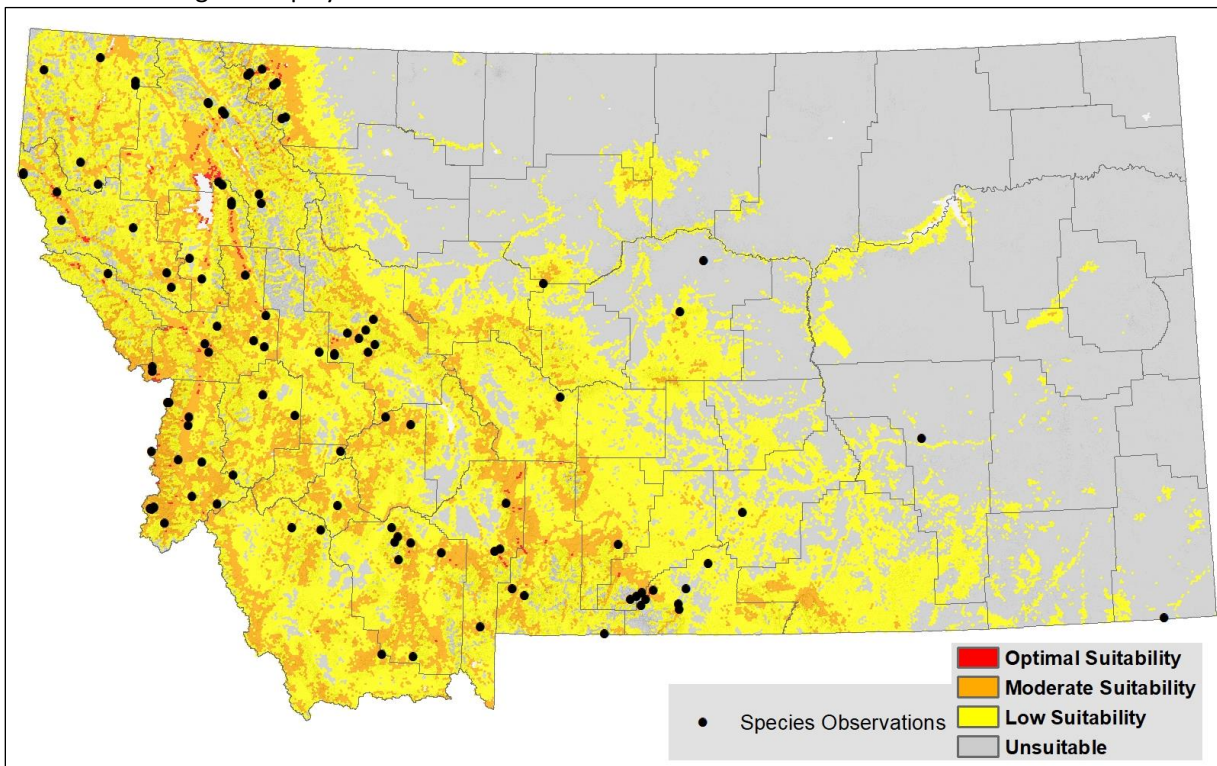 Optimal Suitability
Moderate Suitability
Species Observations
Low Suitability
Unsuitable